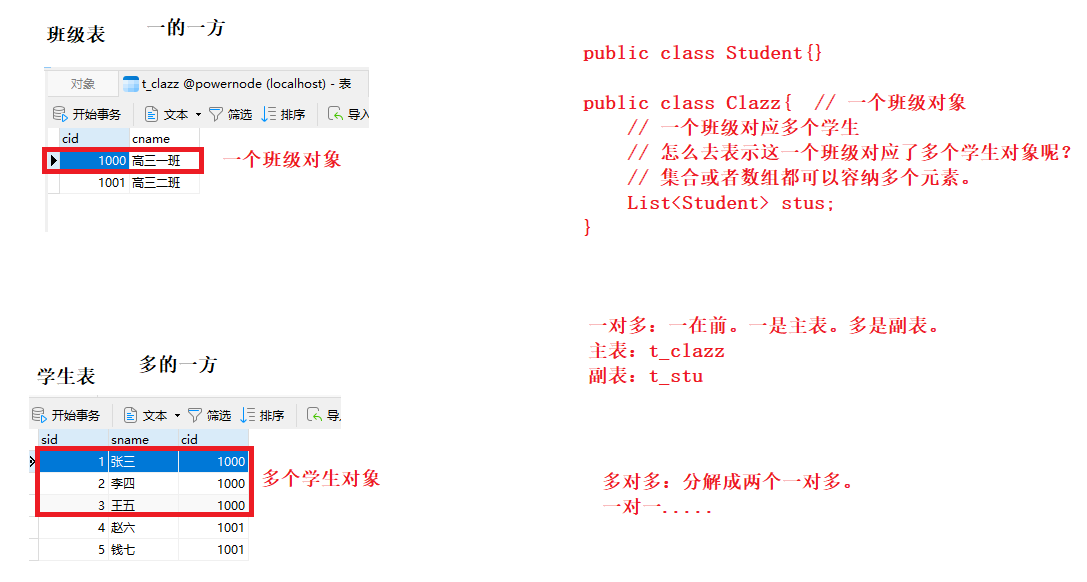 班级表 一的一方
对象 t_clazz @powernode (localhost) - 表
开始事务 文本 筛选 排序
cid cname
1000 高三一班
1001 高三二班
一个班级对象
学生表 多的一方
开始事务 文本 筛选 排序
sid sname cid
1 张三 1000
2 李四 1000
3 王五 1000
4 赵六 1001
5 钱七 1001
多个学生对象
public class Student{}
public class Clazz{ // 一个班级对象
// 一个班级对应多个学生
// 怎么去表示这一个班级对应了多个学生对象呢?
// 集合或者数组都可以容纳多个元素。
List<Student> stus;
}
一对多：一在前。一是主表。多是副表。
主表：t_clazz
副表：t_stu
多对多：分解成两个一对多。
一对一.....